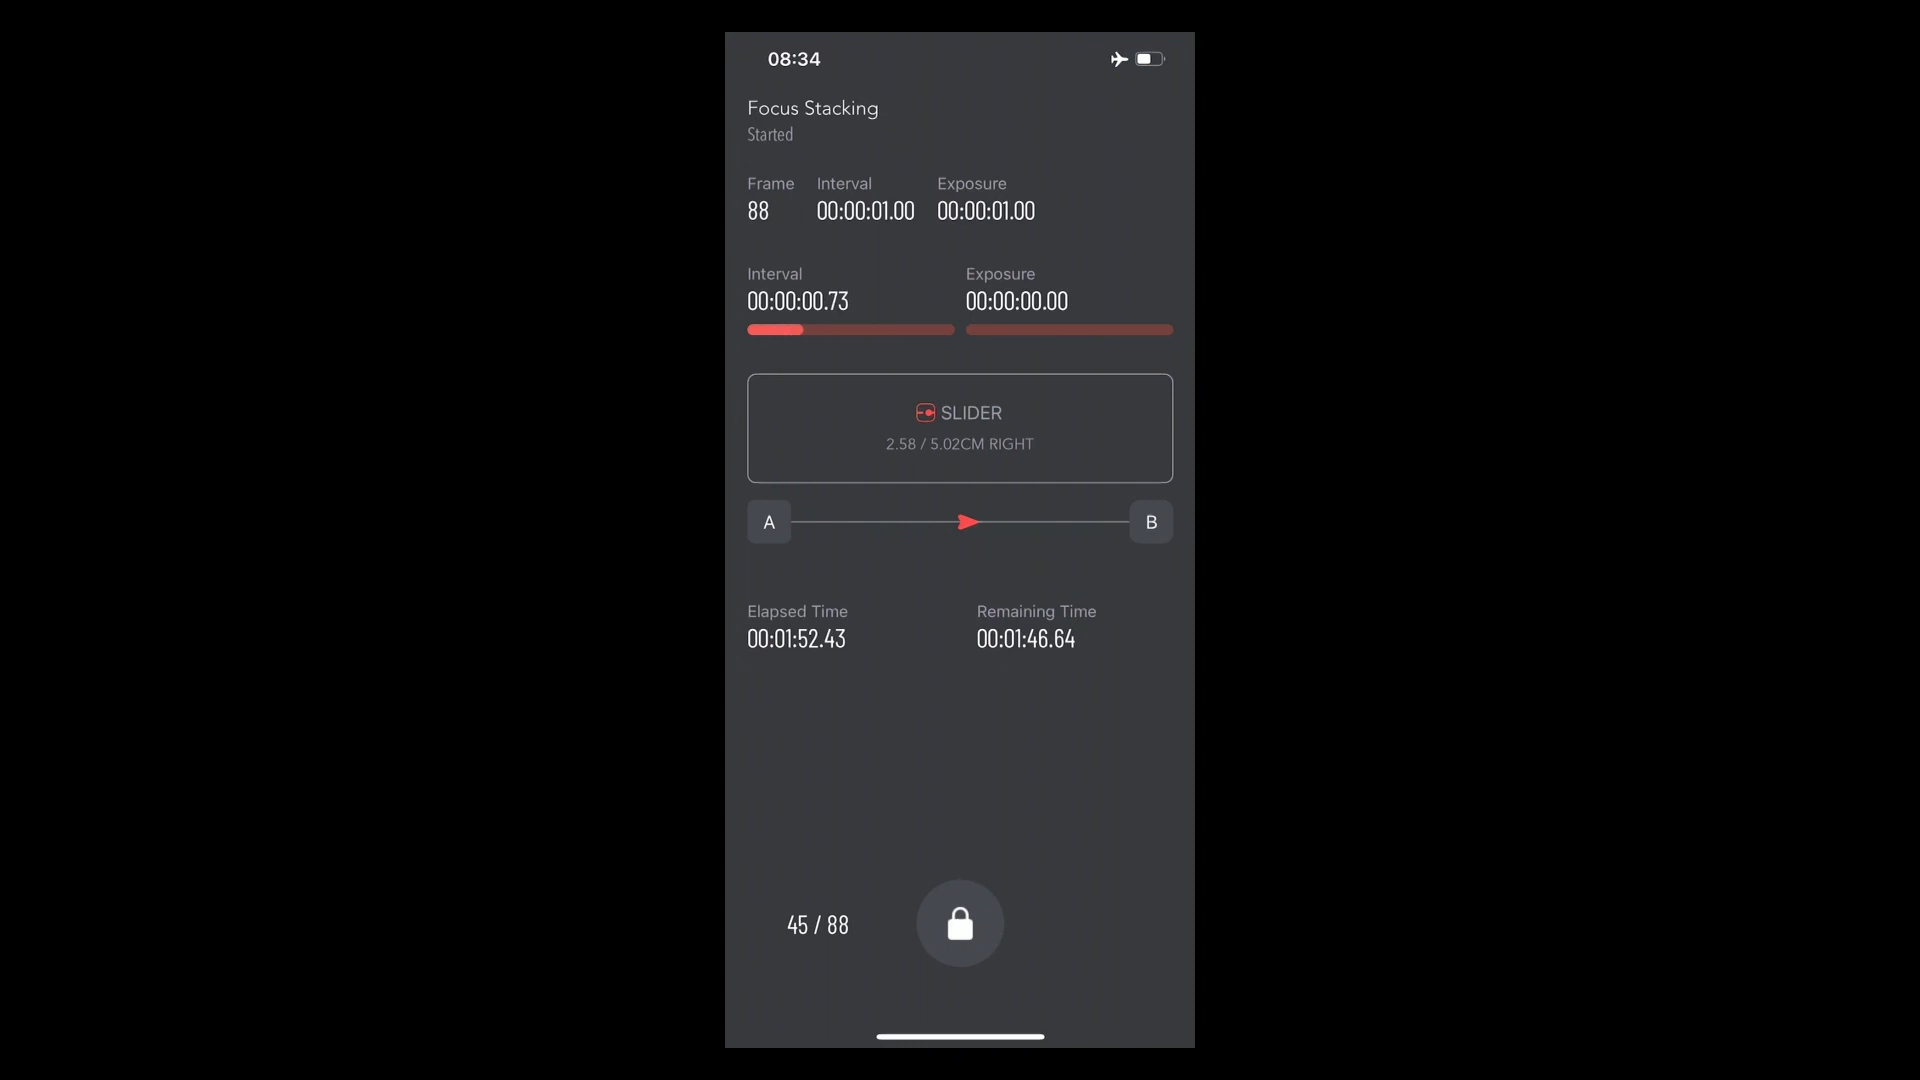 08:34
Focus Stacking
Started
Frame Interval Exposure
88 00:00:01.00 00:00:01.00
Interval Exposure
00:00:00.73 00:00:00.00
SLIDER
2.58 / 5.02CM RIGHT
A B
Elapsed Time Remaining Time
00:01:52.43 00:01:46.64
45 / 88